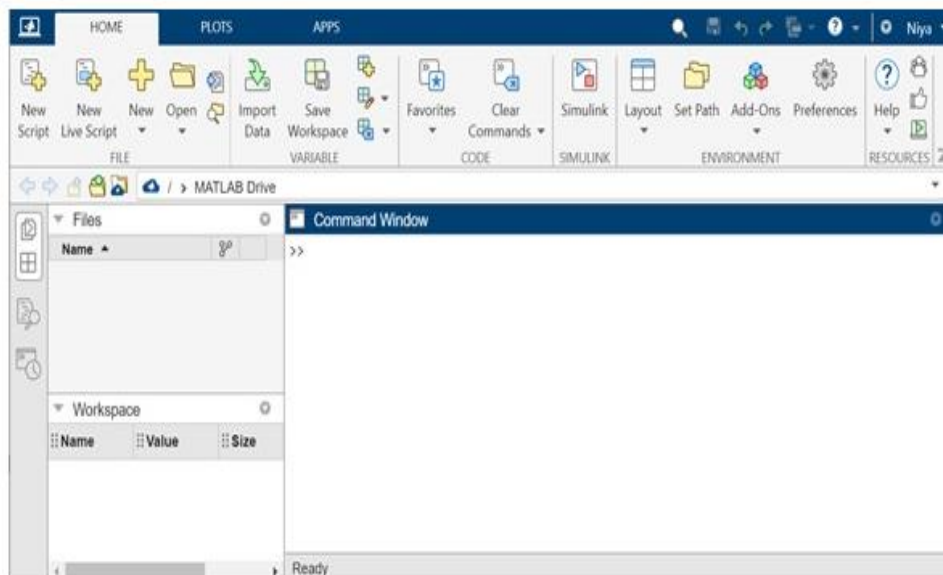 HOME PLOTS APPS Niya
New Script New Live Script New Open Import Data Save Workspace Favorites Clear Commands Simulink Layout Set Path Add-Ons Preferences Help
FILE VARIABLE CODE SIMULINK ENVIRONMENT RESOURCES
/ > MATLAB Drive
Files
Name
Command Window
>>
Workspace
Name Value Size
Ready